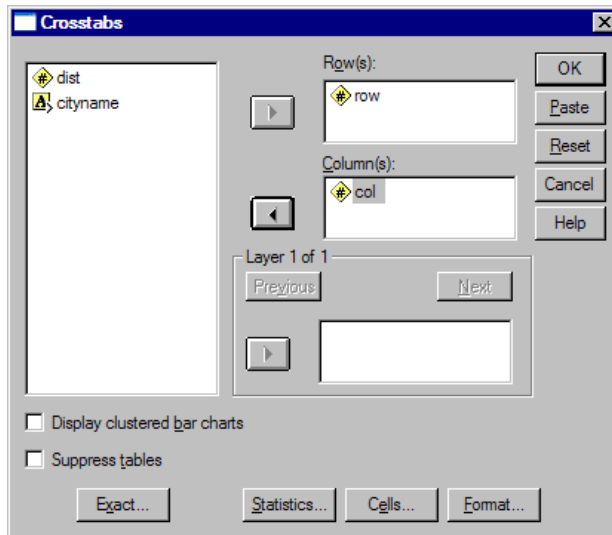 Crosstabs
dist
cityname
Row(s):
row
Column(s):
col
Layer 1 of 1
Previous
Next
OK
Paste
Reset
Cancel
Help
Display clustered bar charts
Suppress tables
Exact...
Statistics...
Cells...
Format...